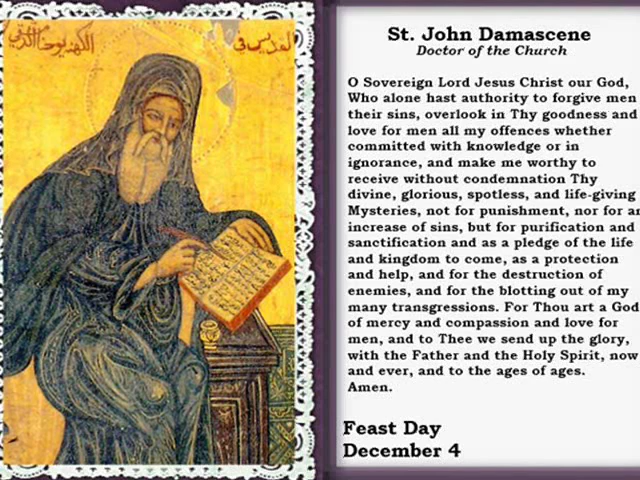 القديس في الكهنه يوحنا الدمشقي
St. John Damascene
Doctor of the Church
O Sovereign Lord Jesus Christ our God,
Who alone hast authority to forgive men
their sins, overlook in Thy goodness and
love for men all my offences whether
committed with knowledge or in
ignorance, and make me worthy to
receive without condemnation Thy
divine, glorious, spotless, and life-giving
Mysteries, not for punishment, nor for an
increase of sins, but for purification and
sanctification and as a pledge of the life
and kingdom to come, as a protection
and help, and for the destruction of
enemies, and for the blotting out of my
many transgressions. For Thou art a God
of mercy and compassion and love for
men, and to Thee we send up the glory,
with the Father and the Holy Spirit, now
and ever, and to the ages of ages.
Amen.
Feast Day
December 4